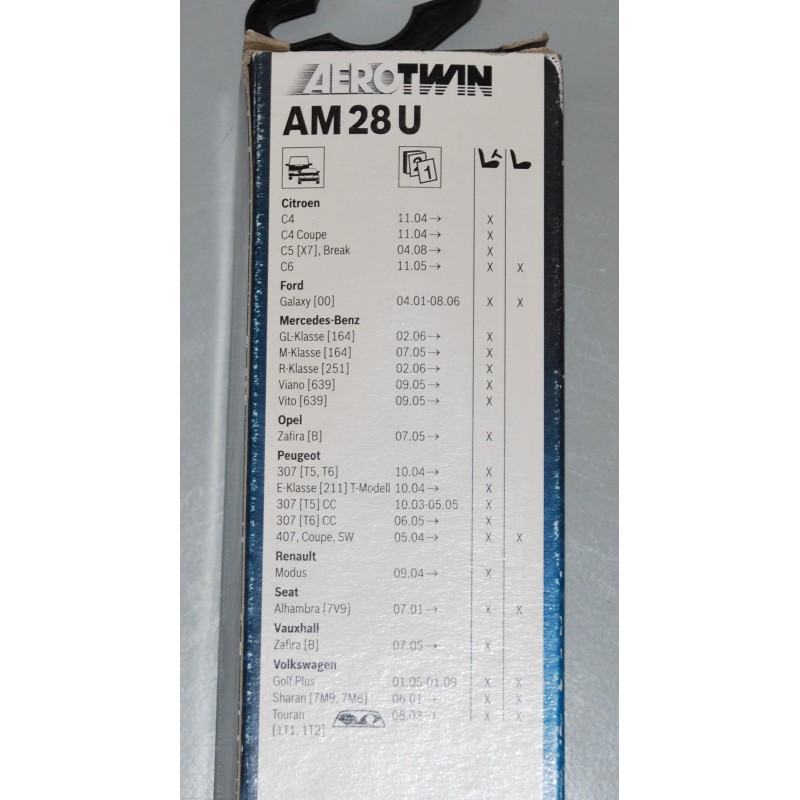 AEROTWIN
AM 28 U
2 1
Citroen
C4 11.04→ X
C4 Coupe 11.04→ X
C5 [X7], Break 04.08→ X
C6 11.05→ X X
Ford
Galaxy [00] 04.01-08.06 X X
Mercedes-Benz
GL-Klasse [164] 02.06→ X
M-Klasse [164] 07.05→ X
R-Klasse [251] 02.06→ X
Viano [639] 09.05→ X
Vito [639] 09.05→ X
Opel
Zafira [B] 07.05→ X
Peugeot
307 [T5, T6] 10.04→ X
E-Klasse [211] T-Modell 10.04→ X
307 [T5] CC 10.03-05.05 X
307 [T6] CC 06.05→ X
407, Coupe, SW 05.04→ X X
Renault
Modus 09.04→ X
Seat
Alhambra [7V9] 07.01→ X X
Vauxhall
Zafira [B] 07.05→ X
Volkswagen
Golf Plus 01.05-01.09 X X
Sharan [7M9, 7M6] 06.01→ X X
Touran 08.03→ X X
[1T1, 1T2]